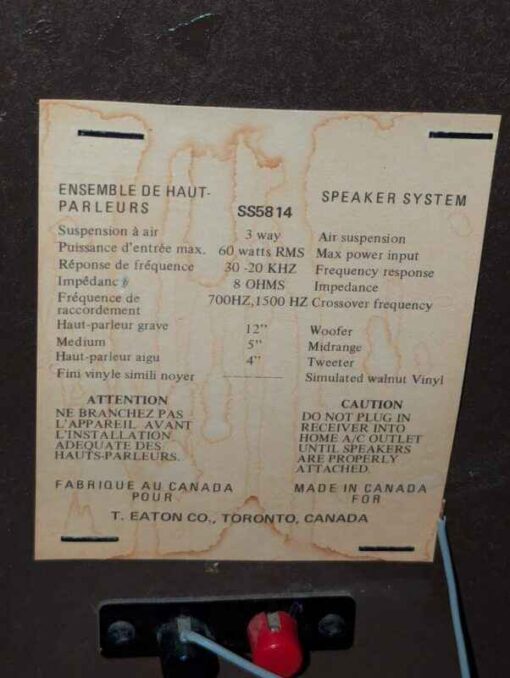 ENSEMBLE DE HAUT-
PARLEURS
SS5814
SPEAKER SYSTEM
Suspension à air 3 way Air suspension
Puissance d'entrée max. 60 watts RMS Max power input
Réponse de fréquence 30 -20 KHZ Frequency response
Impédance 8 OHMS Impedance
Fréquence de
raccordement 700HZ,1500 HZ Crossover frequency
Haut-parleur grave 12" Woofer
Medium 5" Midrange
Haut-parleur aigu 4" Tweeter
Fini vinyle simili noyer ------------ Simulated walnut Vinyl
ATTENTION
NE BRANCHEZ PAS
L'APPAREIL AVANT
L'INSTALLATION
ADEQUATE DES
HAUTS-PARLEURS.
CAUTION
DO NOT PLUG IN
RECEIVER INTO
HOME A/C OUTLET
UNTIL SPEAKERS
ARE PROPERLY
ATTACHED.
FABRIQUE AU CANADA
POUR
MADE IN CANADA
FOR
T. EATON CO., TORONTO, CANADA